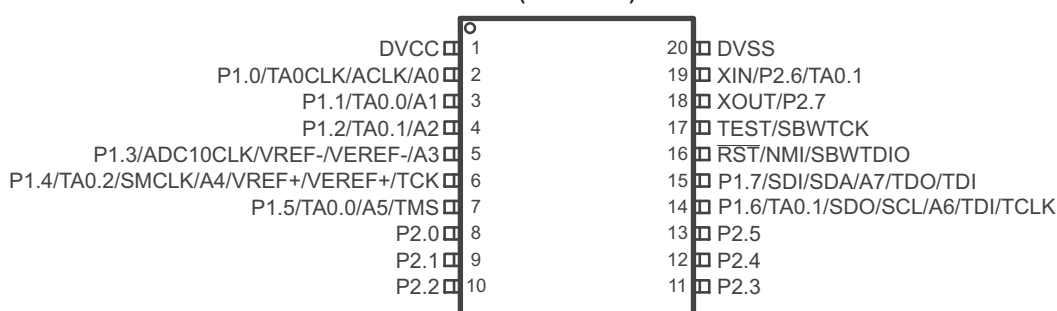 DVCC 1 20 DVSS
P1.0/TA0CLK/ACLK/A0 2 19 XIN/P2.6/TA0.1
P1.1/TA0.0/A1 3 18 XOUT/P2.7
P1.2/TA0.1/A2 4 17 TEST/SBWTCK
P1.3/ADC10CLK/VREF-/VEREF-/A3 5 16 RST/NMI/SBWTDIO
P1.4/TA0.2/SMCLK/A4/VREF+/VEREF+/TCK 6 15 P1.7/SDI/SDA/A7/TDO/TDI
P1.5/TA0.0/A5/TMS 7 14 P1.6/TA0.1/SDO/SCL/A6/TDI/TCLK
P2.0 8 13 P2.5
P2.1 9 12 P2.4
P2.2 10 11 P2.3